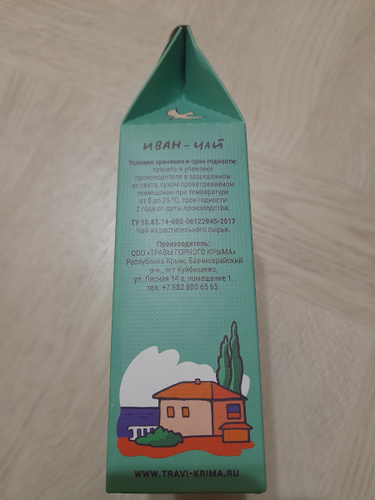 ИВАН-ЧАЙ
Условия хранения и срок годности:
хранить в упаковке
производителя в защищенном
от света, сухом проветриваемом
помещении при температуре
от 0 до 25 °С, срок годности
2 года от даты производства.
ТУ 10.83.14-002-06122945-2017
Чай из растительного сырья.
Производитель:
ООО «ТРАВЫ ГОРНОГО КРЫМА»
Республика Крым, Бахчисарайский
р-н., пгт Куйбышево,
ул. Лесная 14 а, помещение 1.
тел. +7 982 800 65 65
WWW.TRAVI-KRIMA.RU